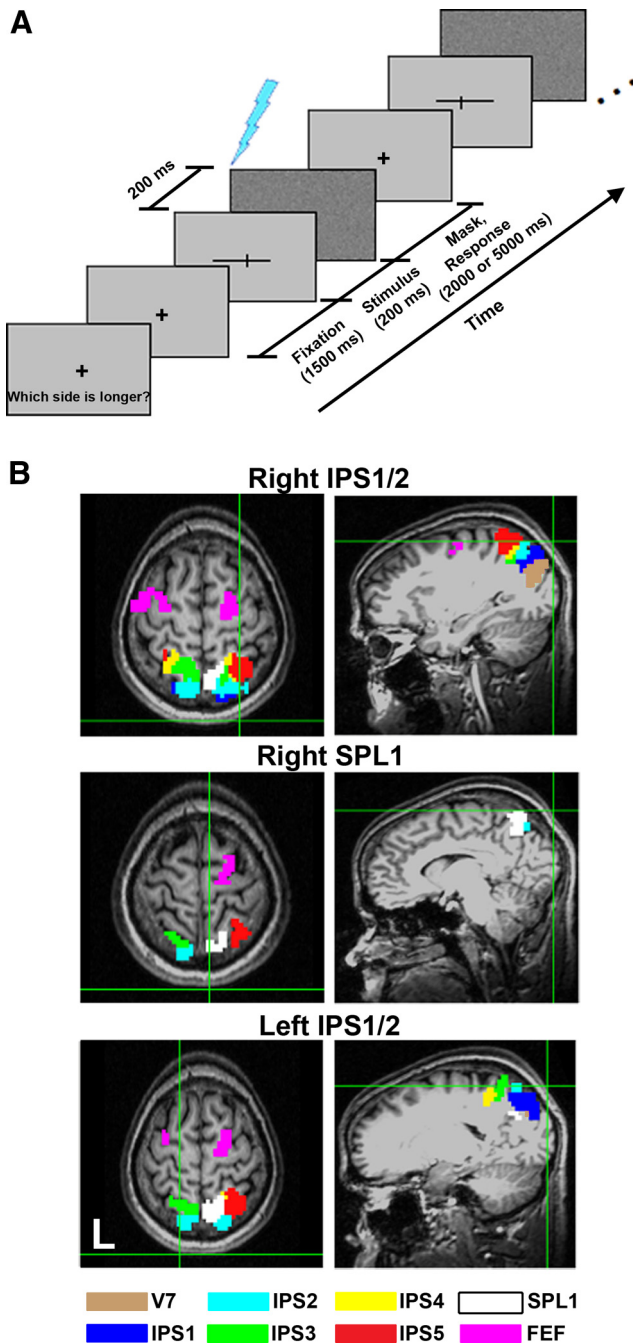 A
200 ms
Mask,
Response
(2000 or 5000 ms)
Stimulus
(200 ms)
Fixation
(1500 ms)
Time
Which side is longer?
B
Right IPS1/2
Right SPL1
Left IPS1/2
L
V7 IPS2 IPS4 SPL1
IPS1 IPS3 IPS5 FEF